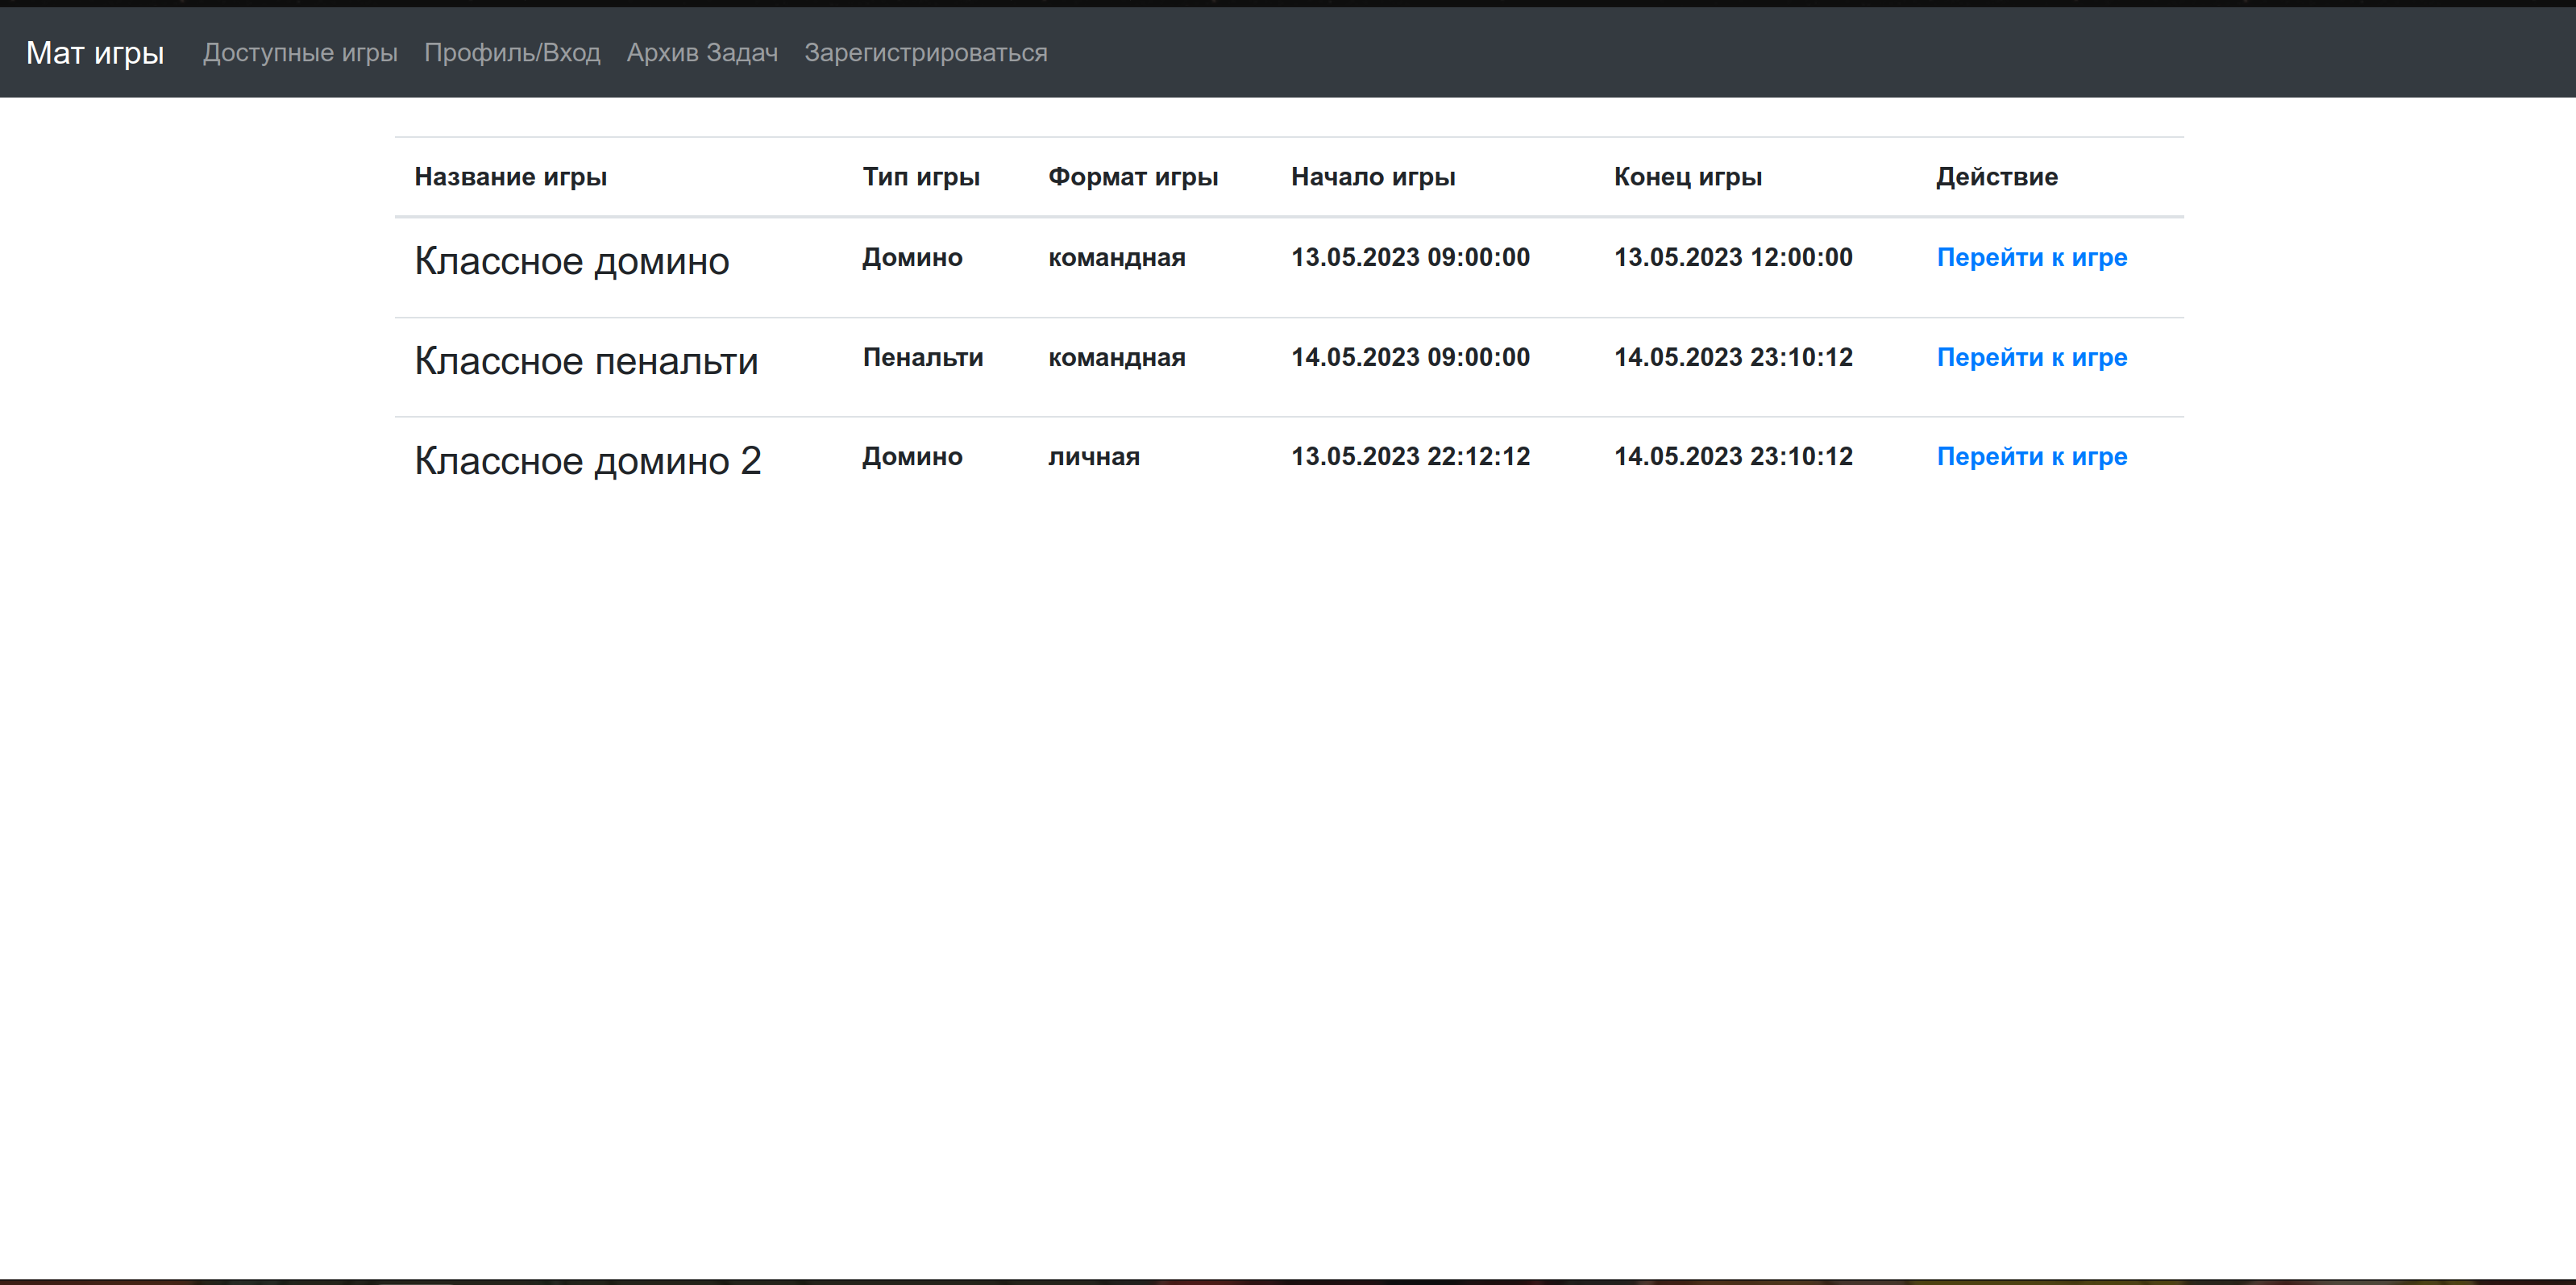 Мат игры Доступные игры Профиль/Вход Архив Задач Зарегистрироваться
Название игры Тип игры Формат игры Начало игры Конец игры Действие
Классное домино Домино командная 13.05.2023 09:00:00 13.05.2023 12:00:00 Перейти к игре
Классное пенальти Пенальти командная 14.05.2023 09:00:00 14.05.2023 23:10:12 Перейти к игре
Классное домино 2 Домино личная 13.05.2023 22:12:12 14.05.2023 23:10:12 Перейти к игре